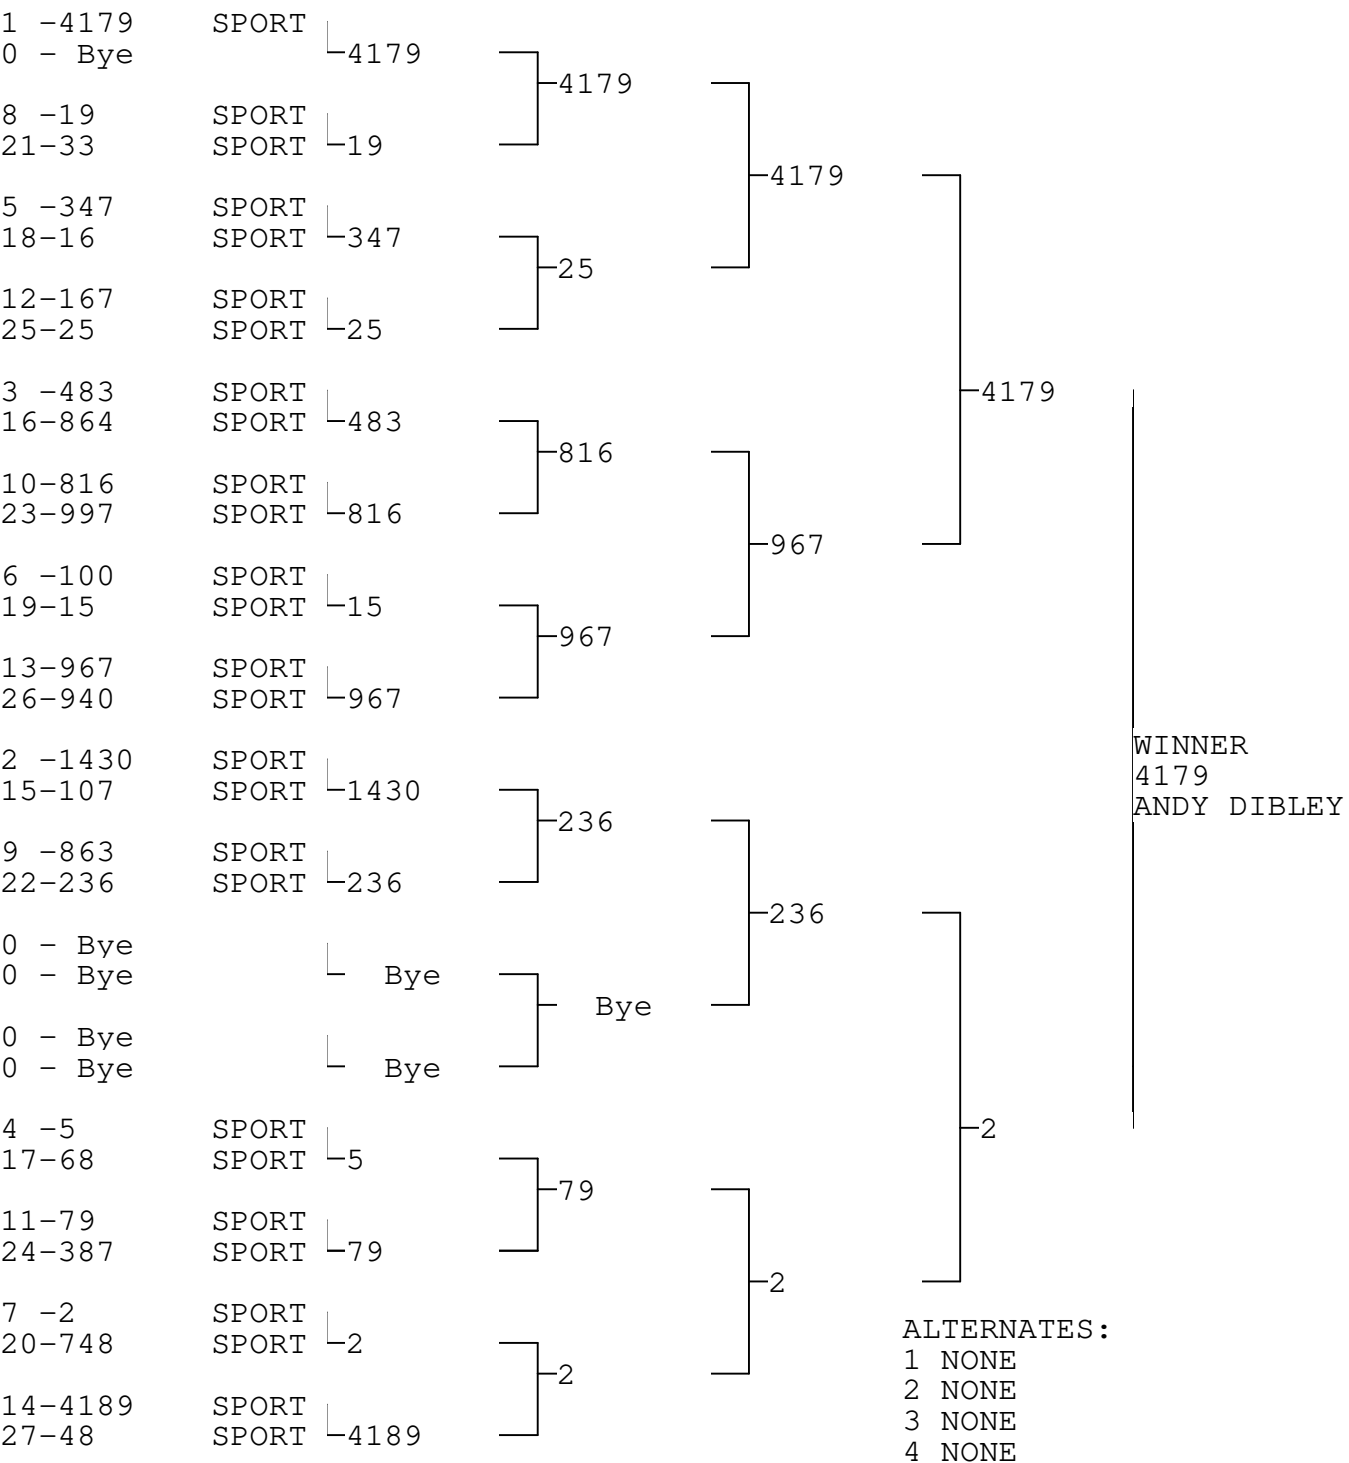 1 -4179 SPORT
0 - Bye 4179
4179
8 -19 SPORT
21-33 SPORT 19
4179
5 -347 SPORT
18-16 SPORT 347
25
12-167 SPORT
25-25 SPORT 25
3 -483 SPORT 4179
16-864 SPORT 483
816
10-816 SPORT
23-997 SPORT 816
967
6 -100 SPORT
19-15 SPORT 15
967
13-967 SPORT
26-940 SPORT 967
WINNER
2 -1430 SPORT
4179
15-107 SPORT 1430
ANDY DIBLEY
236
9 -863 SPORT
22-236 SPORT 236
236
0 - Bye
0 - Bye Bye
Bye
0 - Bye
0 - Bye Bye
4 -5 SPORT 2
17-68 SPORT 5
79
11-79 SPORT
24-387 SPORT 79
2
7 -2 SPORT
ALTERNATES:
20-748 SPORT 2
1 NONE
2
2 NONE
14-4189 SPORT
3 NONE
27-48 SPORT 4189
4 NONE